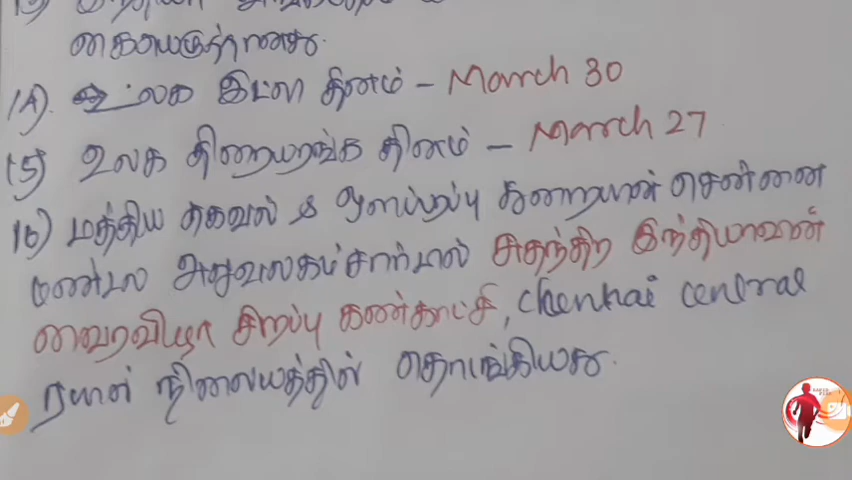 கையெழுத்தானது.
14) உலக இட்லி தினம் - March 30
15) உலக திரையரங்க தினம் - March 27
16) மத்திய தகவல் & ஒளிபரப்பு துறையின் சென்னை
மண்டல அலுவலகம் சார்பில் சுதந்திர இந்தியாவின்
வைரவிழா சிறப்பு கண்காட்சி, Chennai central
ரயில் நிலையத்தில் தொடங்கியது.